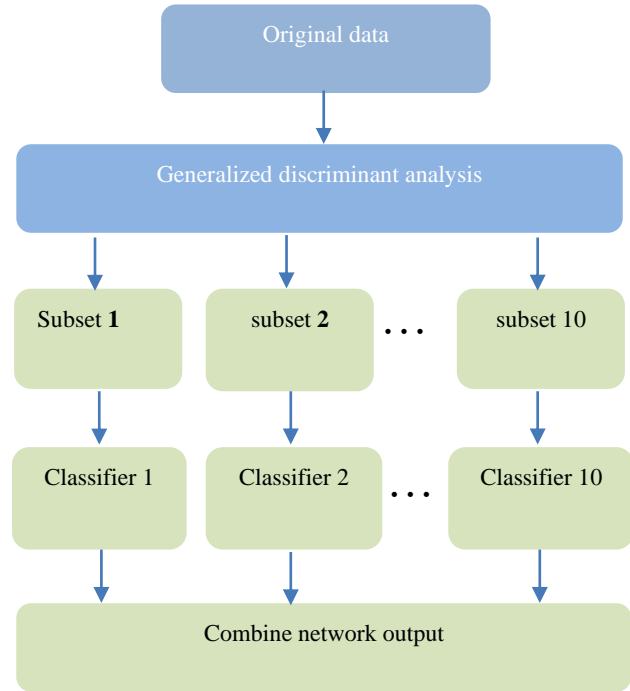 Original data
Generalized discriminant analysis
Subset 1 subset 2 . . . subset 10
Classifier 1 Classifier 2 . . . Classifier 10
Combine network output